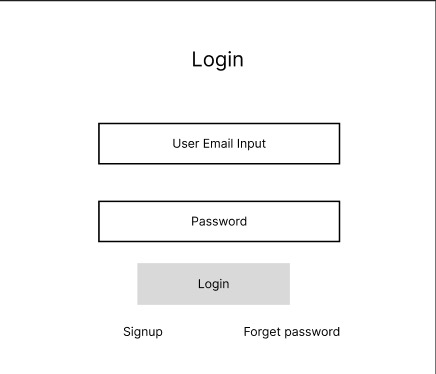 Login
User Email Input
Password
Login
Signup Forget password